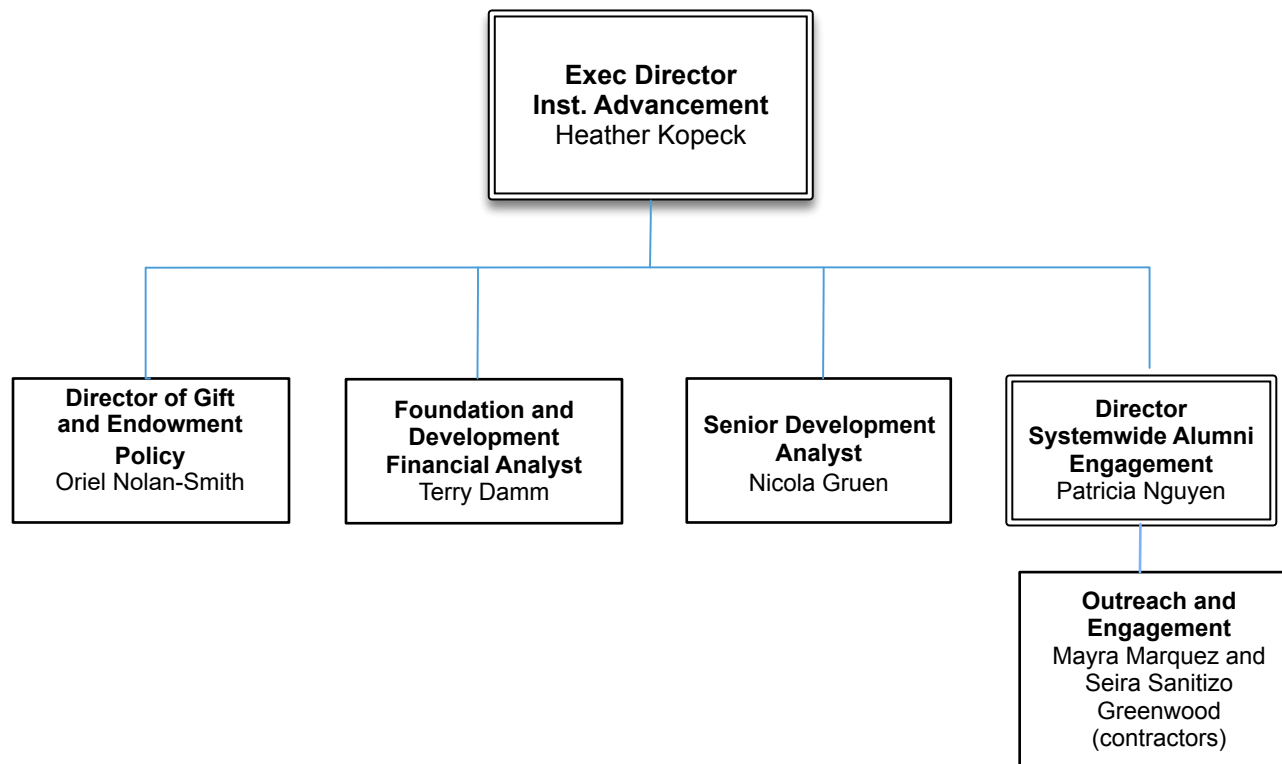 Exec Director
Inst. Advancement
Heather Kopeck
Director of Gift
and Endowment
Policy
Oriel Nolan-Smith
Foundation and
Development
Financial Analyst
Terry Damm
Senior Development
Analyst
Nicola Gruen
Director
Systemwide Alumni
Engagement
Patricia Nguyen
Outreach and
Engagement
Mayra Marquez and
Seira Sanitizo
Greenwood
(contractors)